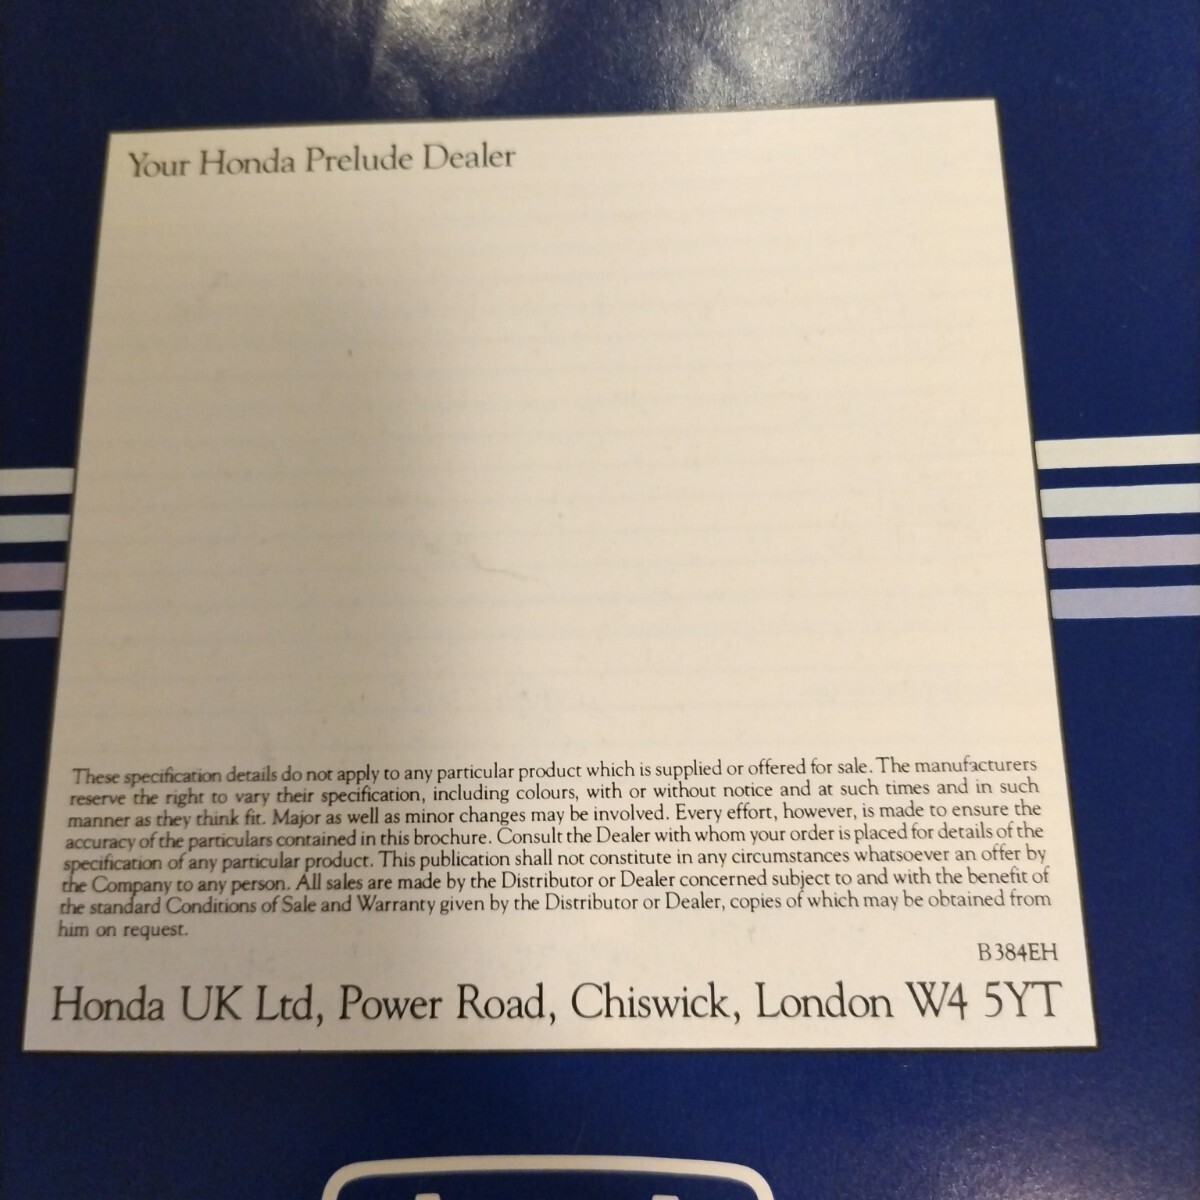 Your Honda Prelude Dealer
These specification details do not apply to any particular product which is supplied or offered for sale. The manufacturers
reserve the right to vary their specification, including colours, with or without notice and at such times and in such
manner as they think fit. Major as well as minor changes may be involved. Every effort, however, is made to ensure the
accuracy of the particulars contained in this brochure. Consult the Dealer with whom your order is placed for details of the
specification of any particular product. This publication shall not constitute in any circumstances whatsoever an offer by
the Company to any person. All sales are made by the Distributor or Dealer concerned subject to and with the benefit of
the standard Conditions of Sale and Warranty given by the Distributor or Dealer, copies of which may be obtained from
him on request.
B384EH
Honda UK Ltd, Power Road, Chiswick, London W4 5YT